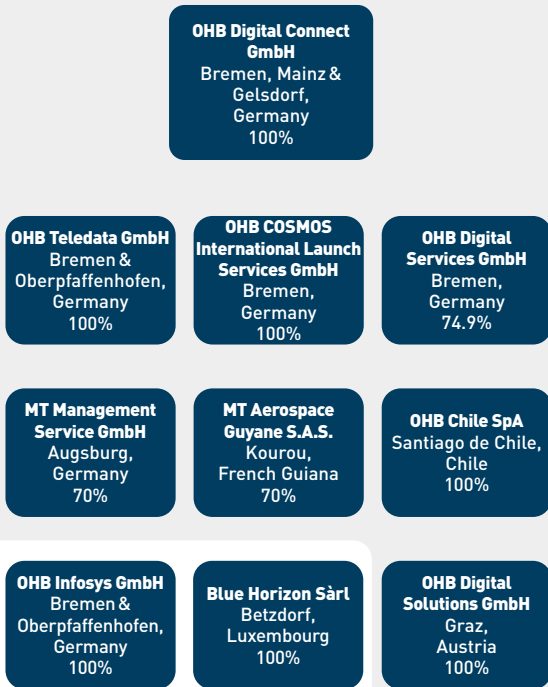 OHB Digital Connect
GmbH
Bremen, Mainz &
Gelsdorf,
Germany
100%
OHB Teledata GmbH
Bremen &
Oberpfaffenhofen,
Germany
100%
OHB COSMOS
International Launch
Services GmbH
Bremen,
Germany
100%
OHB Digital
Services GmbH
Bremen,
Germany
74.9%
MT Management
Service GmbH
Augsburg,
Germany
70%
MT Aerospace
Guyane S.A.S.
Kourou,
French Guiana
70%
OHB Chile SpA
Santiago de Chile,
Chile
100%
OHB Infosys GmbH
Bremen &
Oberpfaffenhofen,
Germany
100%
Blue Horizon Sàrl
Betzdorf,
Luxembourg
100%
OHB Digital
Solutions GmbH
Graz,
Austria
100%